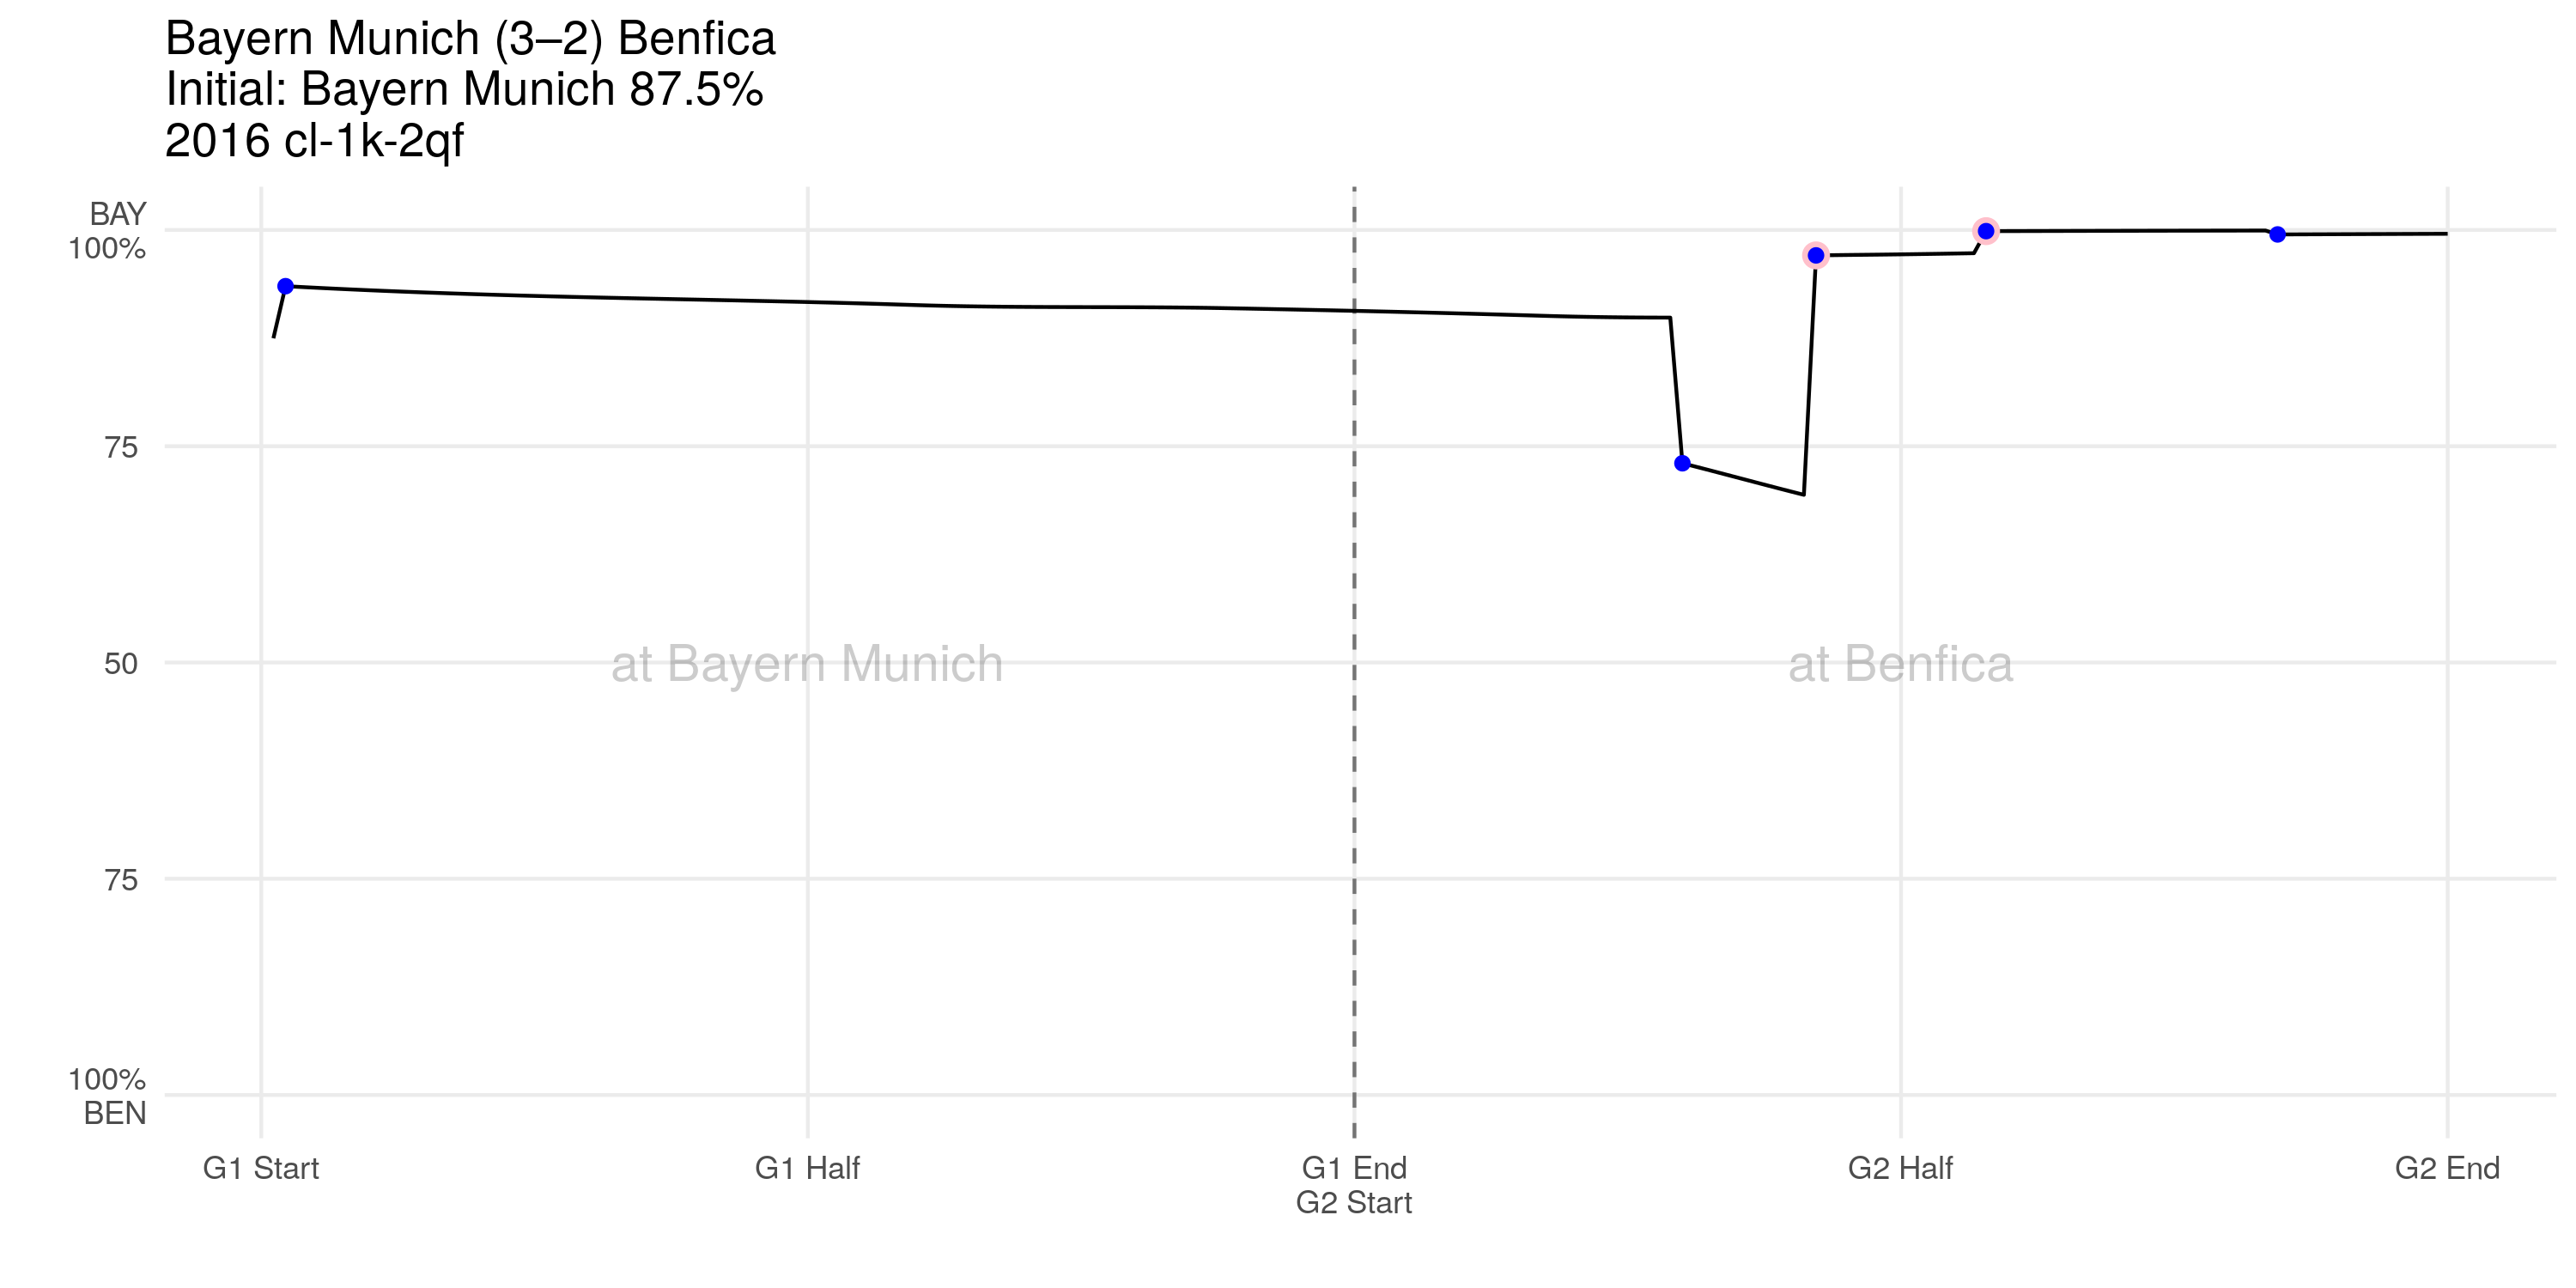 Bayern Munich (3–2) Benfica
Initial: Bayern Munich 87.5%
2016 cl-1k-2qf
BAY
100%
75
50
75
100%
BEN
at Bayern Munich
at Benfica
G1 Start
G1 Half
G1 End
G2 Start
G2 Half
G2 End